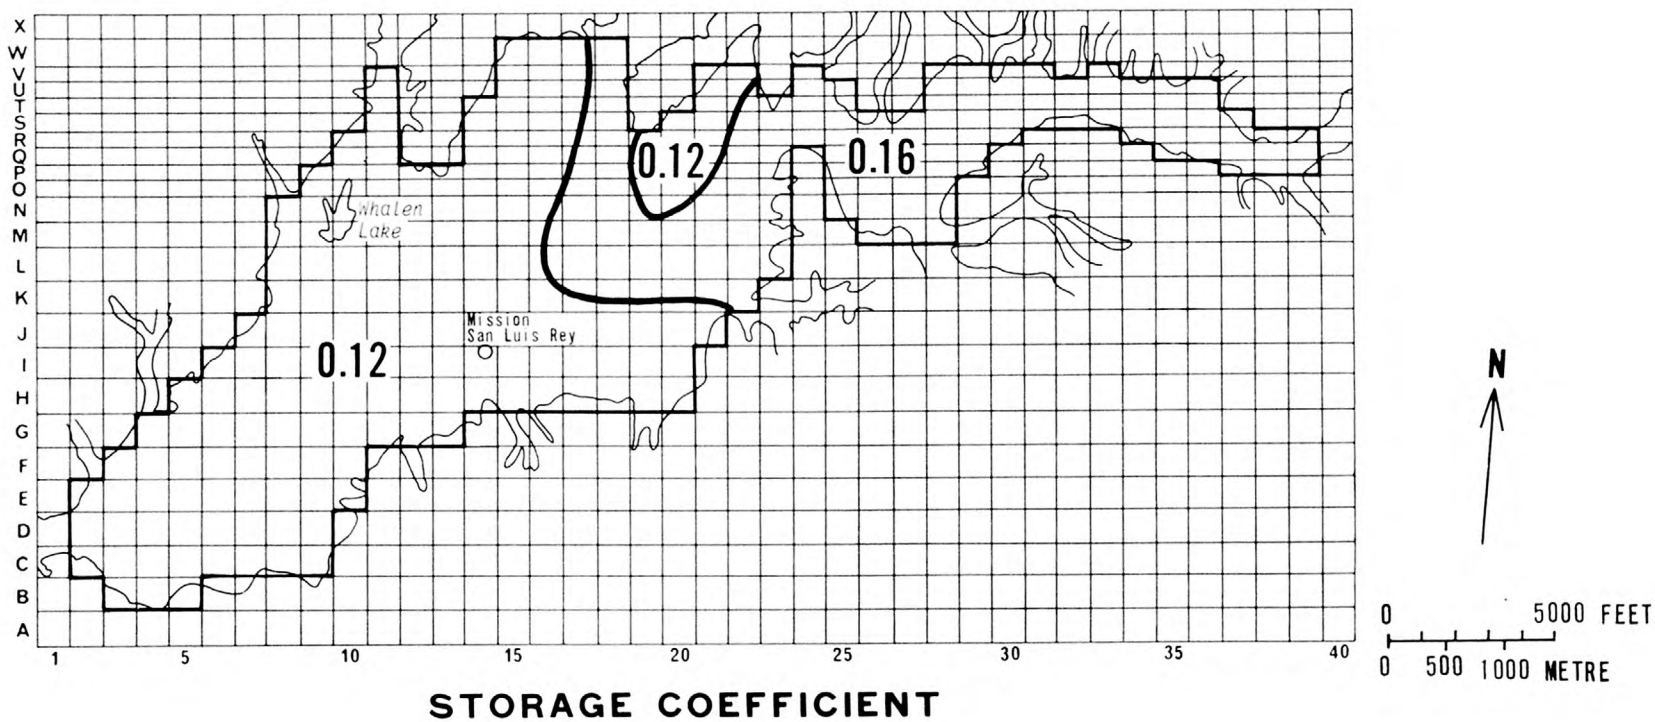 X
W
V
U
T
S
R
Q
P
O
N
M
L
K
J
I
H
G
F
E
D
C
B
A
0.12
0.16
Whalen
Lake
Mission
San Luis Rey
0.12
N
0 5000 FEET
0 500 1000 METRE
1 5 10 15 20 25 30 35 40
STORAGE COEFFICIENT